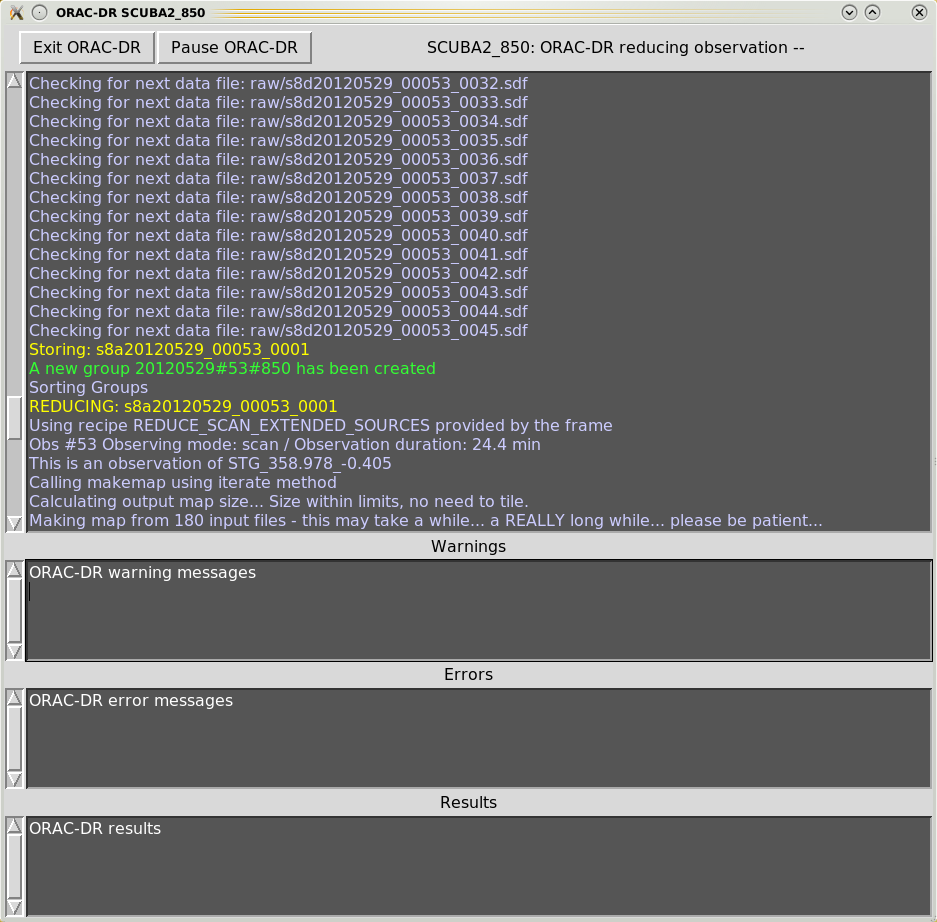 ORAC-DR SCUBA2_850
Exit ORAC-DR Pause ORAC-DR SCUBA2_850: ORAC-DR reducing observation --
Checking for next data file: raw/s8d20120529_00053_0032.sdf
Checking for next data file: raw/s8d20120529_00053_0033.sdf
Checking for next data file: raw/s8d20120529_00053_0034.sdf
Checking for next data file: raw/s8d20120529_00053_0035.sdf
Checking for next data file: raw/s8d20120529_00053_0036.sdf
Checking for next data file: raw/s8d20120529_00053_0037.sdf
Checking for next data file: raw/s8d20120529_00053_0038.sdf
Checking for next data file: raw/s8d20120529_00053_0039.sdf
Checking for next data file: raw/s8d20120529_00053_0040.sdf
Checking for next data file: raw/s8d20120529_00053_0041.sdf
Checking for next data file: raw/s8d20120529_00053_0042.sdf
Checking for next data file: raw/s8d20120529_00053_0043.sdf
Checking for next data file: raw/s8d20120529_00053_0044.sdf
Checking for next data file: raw/s8d20120529_00053_0045.sdf
Storing: s8a20120529_00053_0001
A new group 20120529#53#850 has been created
Sorting Groups
REDUCING: s8a20120529_00053_0001
Using recipe REDUCE_SCAN_EXTENDED_SOURCES provided by the frame
Obs #53 Observing mode: scan / Observation duration: 24.4 min
This is an observation of STG_358.978_-0.405
Calling makemap using iterate method
Calculating output map size... Size within limits, no need to tile.
Making map from 180 input files - this may take a while... a REALLY long while... please be patient...
Warnings
ORAC-DR warning messages
Errors
ORAC-DR error messages
Results
ORAC-DR results